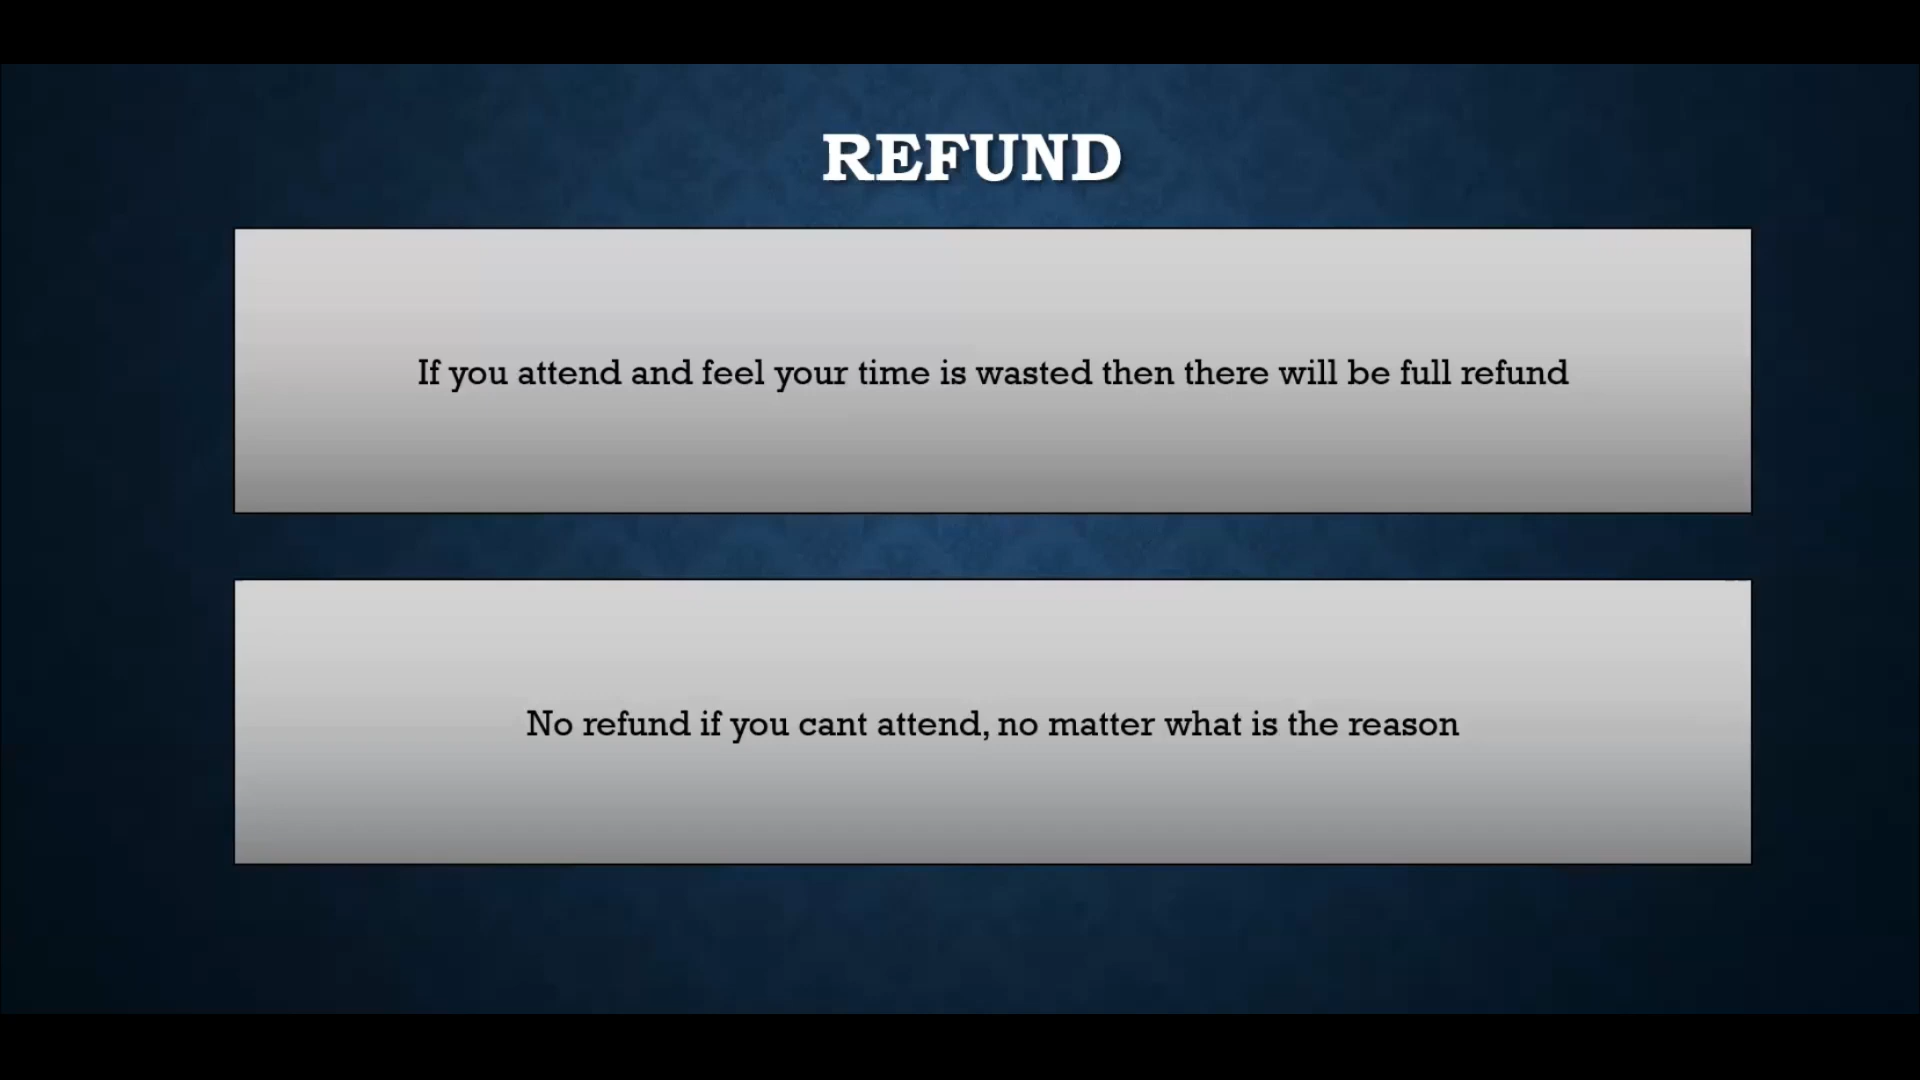 REFUND
If you attend and feel your time is wasted then there will be full refund
No refund if you cant attend, no matter what is the reason